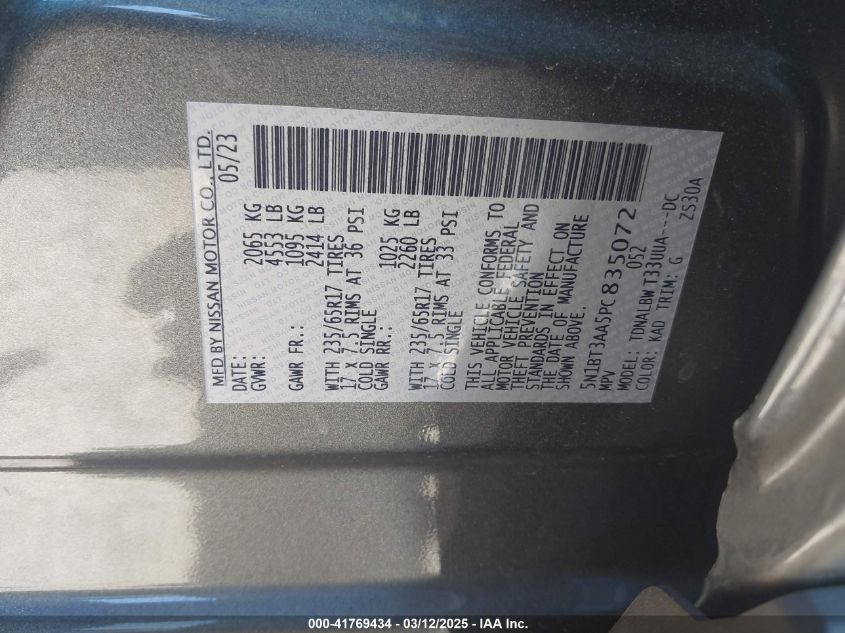 MFD BY NISSAN MOTOR CO., LTD.
DATE: 05/23
GVWR: 2065 KG
4553 LB
GAWR FR.: 1095 KG
2414 LB
WITH 235/65R17 TIRES
17 X 7.5 RIMS AT 36 PSI
COLD SINGLE
GAWR RR.: 1025 KG
2260 LB
WITH 235/65R17 TIRES
17 X 7.5 RIMS AT 33 PSI
COLD SINGLE
THIS VEHICLE CONFORMS TO
ALL APPLICABLE FEDERAL
MOTOR VEHICLE SAFETY AND
THEFT PREVENTION
STANDARDS IN EFFECT ON
THE DATE OF MANUFACTURE
SHOWN ABOVE.
5N1BT3AA5PC835072
MPV 052
MODEL: TDNALBW T33UUA---DC
COLOR: KAD TRIM: G ZS30A
000-41769434 - 03/12/2025 - IAA Inc.